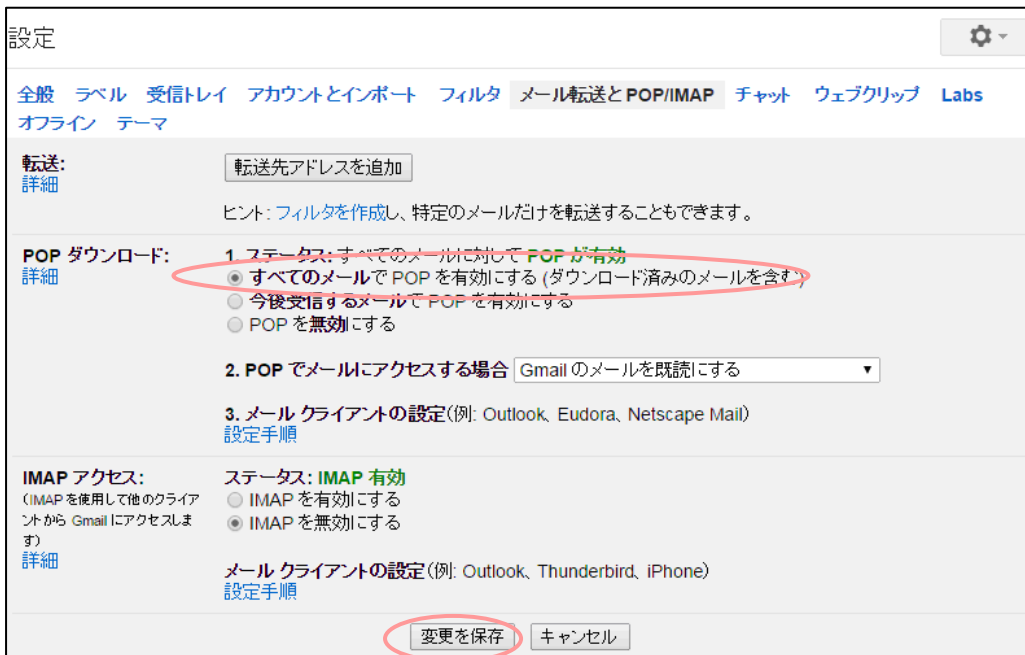 設定
全般 ラベル 受信トレイ アカウントとインポート フィルタ メール転送とPOP/IMAP チャット ウェブクリップ Labs
オフライン テーマ
転送:
詳細
転送先アドレスを追加
ヒント: フィルタを作成し、特定のメールだけを転送することもできます。
POP ダウンロード:
詳細
1. ステータス: すべてのメールに対して POP が有効
すべてのメールで POP を有効にする (ダウンロード済みのメールを含む)
今後受信するメールで POP を有効にする
POP を無効にする
2. POP でメールにアクセスする場合 Gmail のメールを既読にする
3. メール クライアントの設定(例: Outlook、Eudora、Netscape Mail)
設定手順
IMAP アクセス:
(IMAP を使用して他のクライア
ントから Gmail にアクセスしま
す)
詳細
ステータス: IMAP 有効
IMAP を有効にする
IMAP を無効にする
メール クライアントの設定(例: Outlook、Thunderbird、iPhone)
設定手順
変更を保存 キャンセル